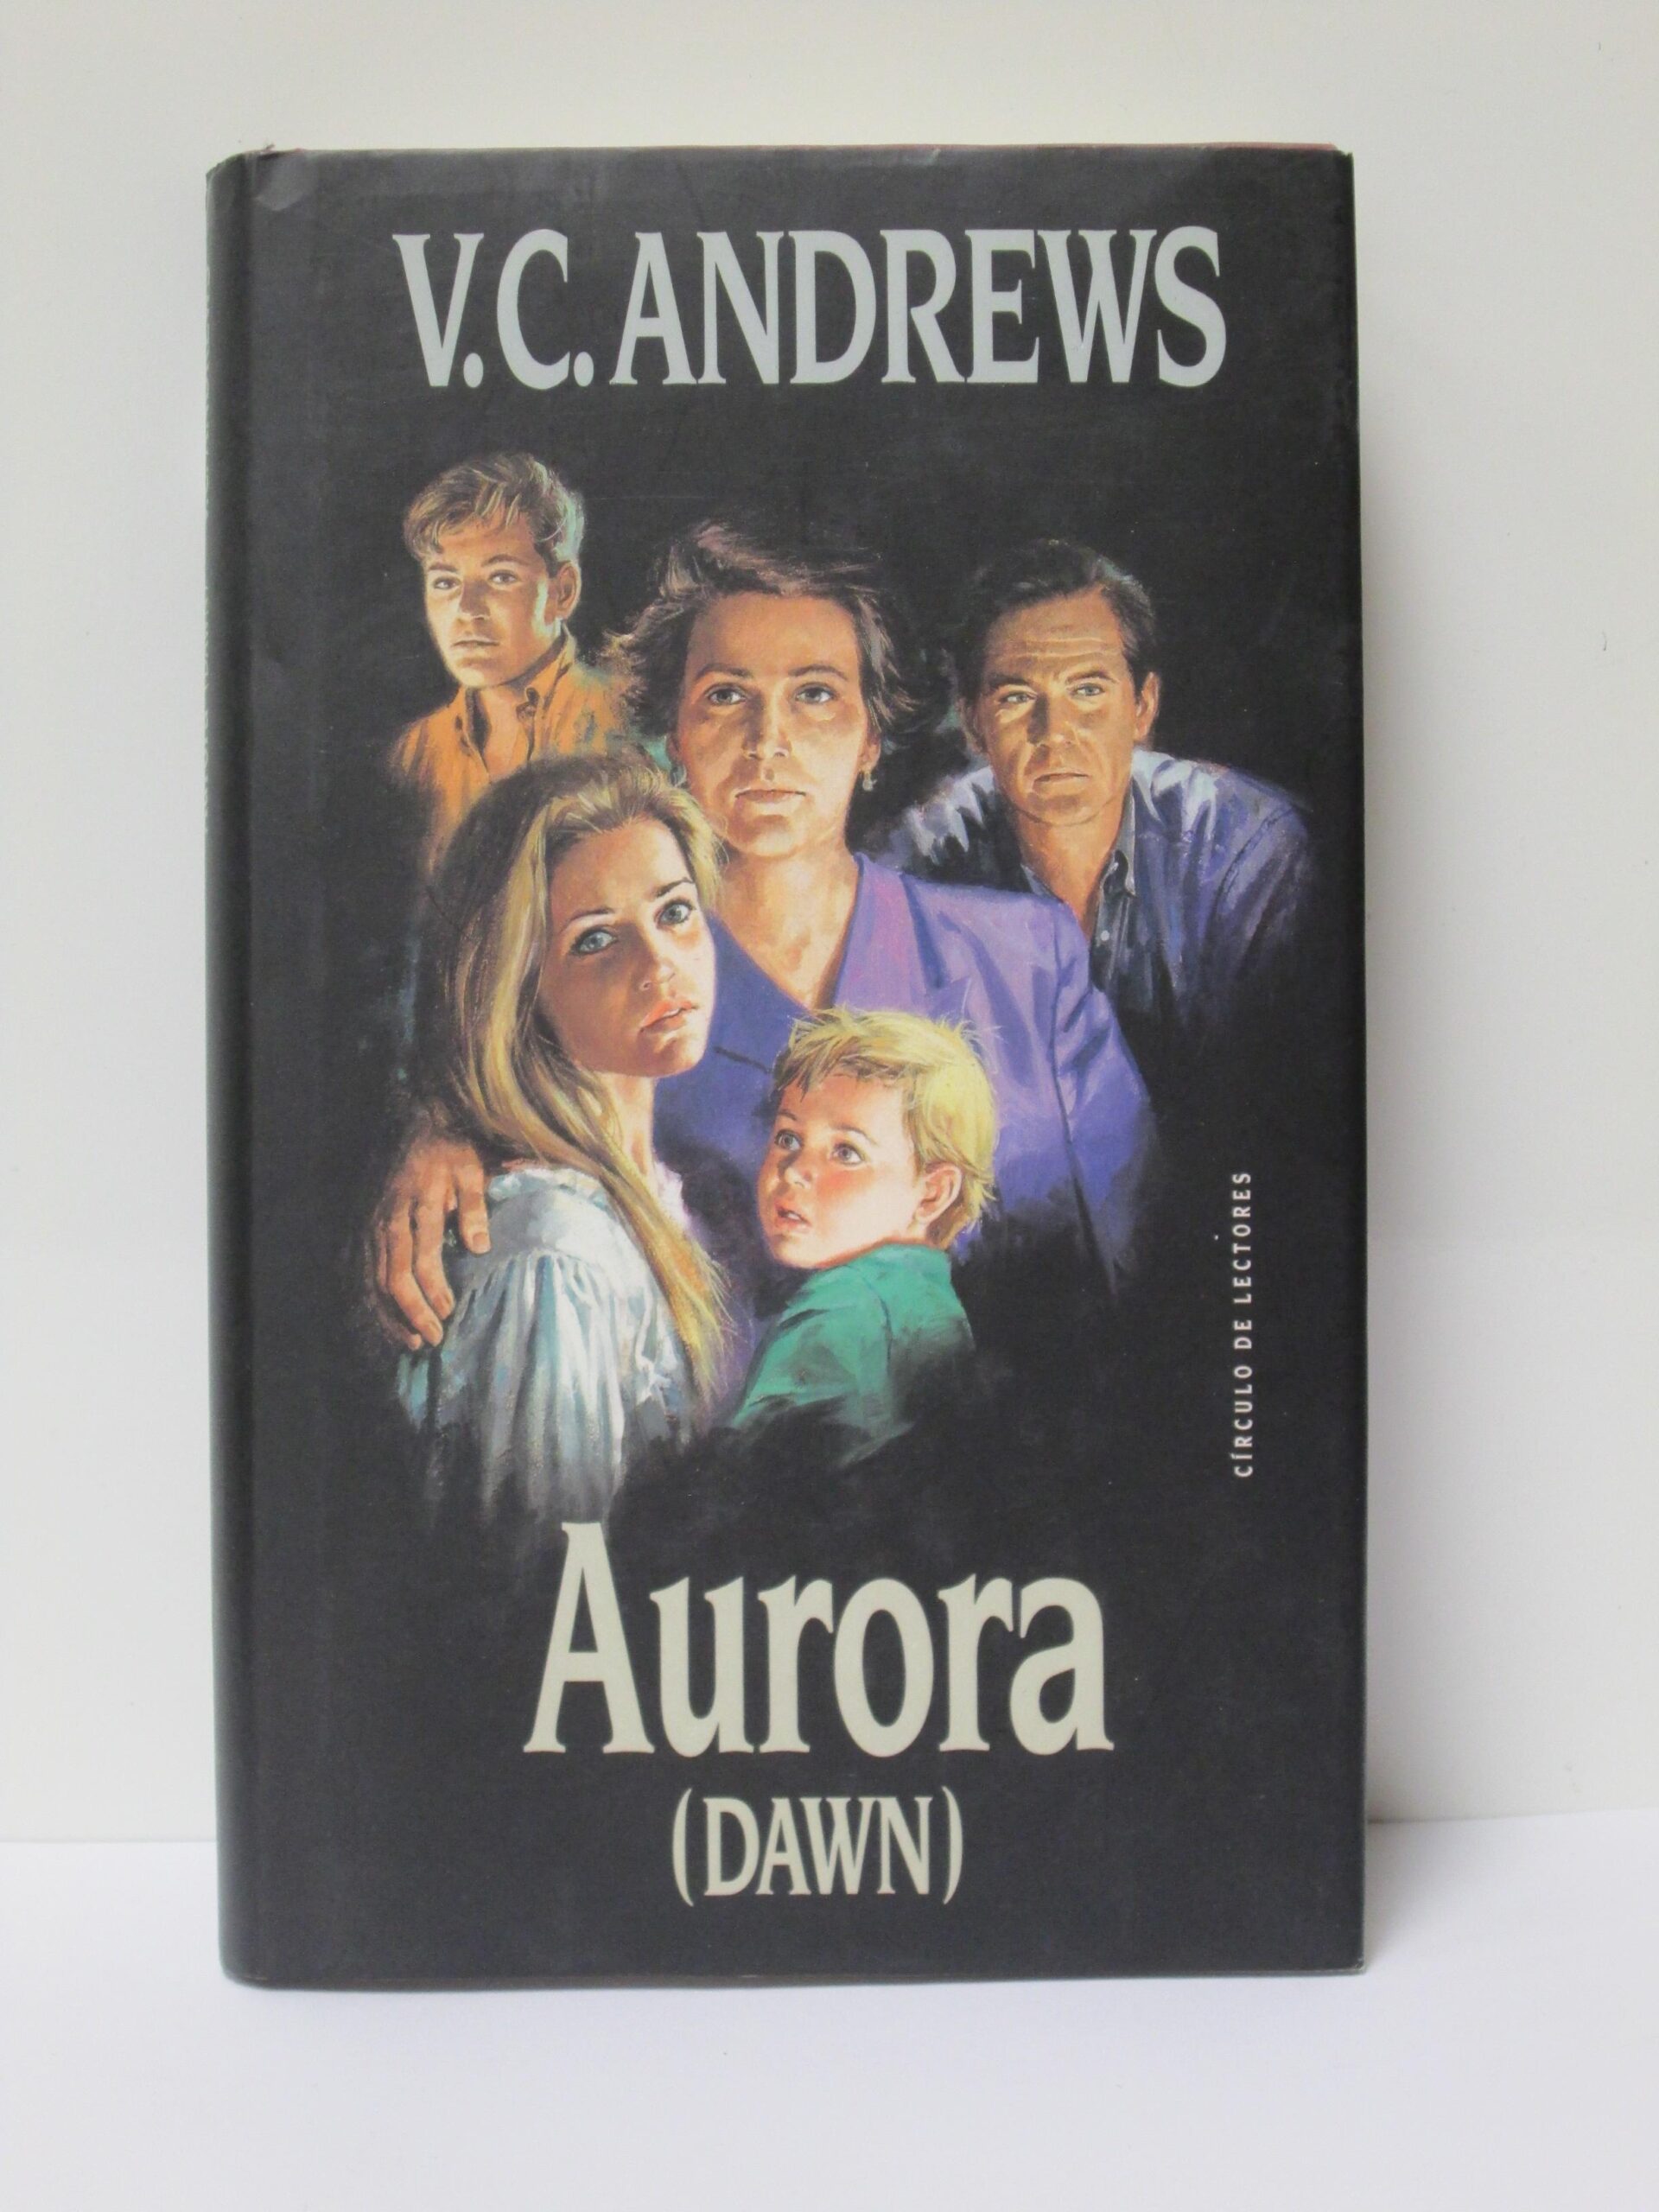 V.C. ANDREWS
CÍRCULO DE LECTORES
Aurora
(DAWN)